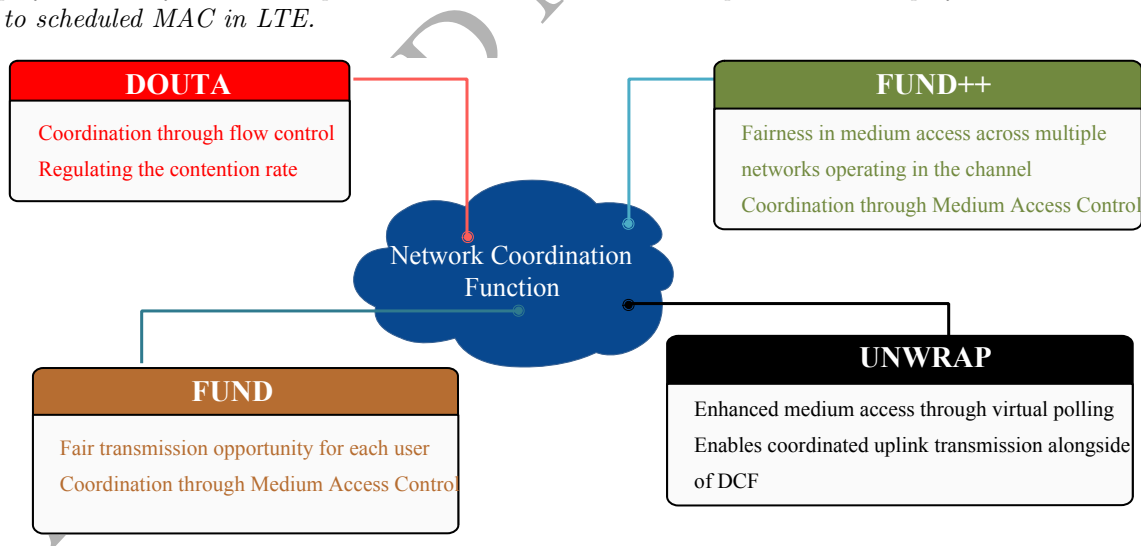 to scheduled MAC in LTE.
DOUTA
Coordination through flow control
Regulating the contention rate
FUND++
Fairness in medium access across multiple
networks operating in the channel
Coordination through Medium Access Control
Network Coordination
Function
FUND
Fair transmission opportunity for each user
Coordination through Medium Access Control
UNWRAP
Enhanced medium access through virtual polling
Enables coordinated uplink transmission alongside
of DCF